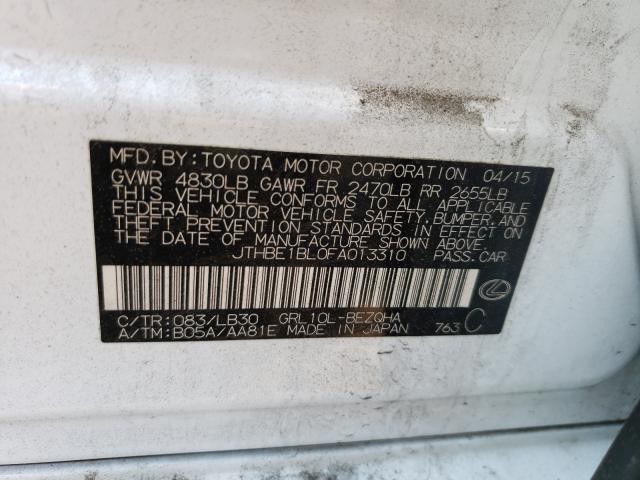 MFD. BY: TOYOTA MOTOR CORPORATION 04/15
GVWR 4830LB GAWR FR 2470LB RR 2655LB
THIS VEHICLE CONFORMS TO ALL APPLICABLE
FEDERAL MOTOR VEHICLE SAFETY, BUMPER, AND
THEFT PREVENTION STANDARDS IN EFFECT ON
THE DATE OF MANUFACTURE SHOWN ABOVE.
JTHBE1BL0FA013310 PASS. CAR
C/TR: 083/LB30 GRL10L-BEZQHA
A/TM: B05A/AA81E MADE IN JAPAN 763 C